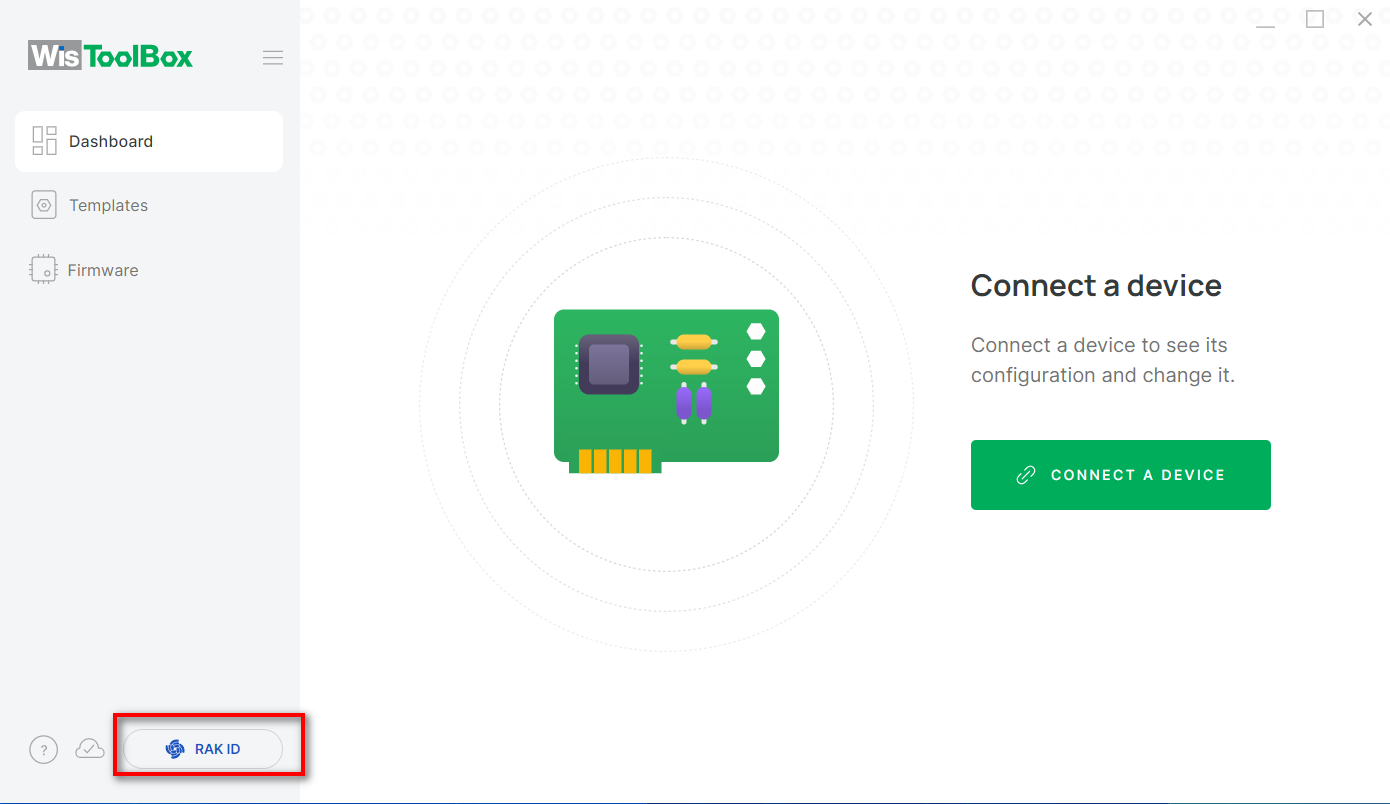 WisToolBox
Dashboard
Templates
Firmware
Connect a device
Connect a device to see its
configuration and change it.
CONNECT A DEVICE
?
RAK ID